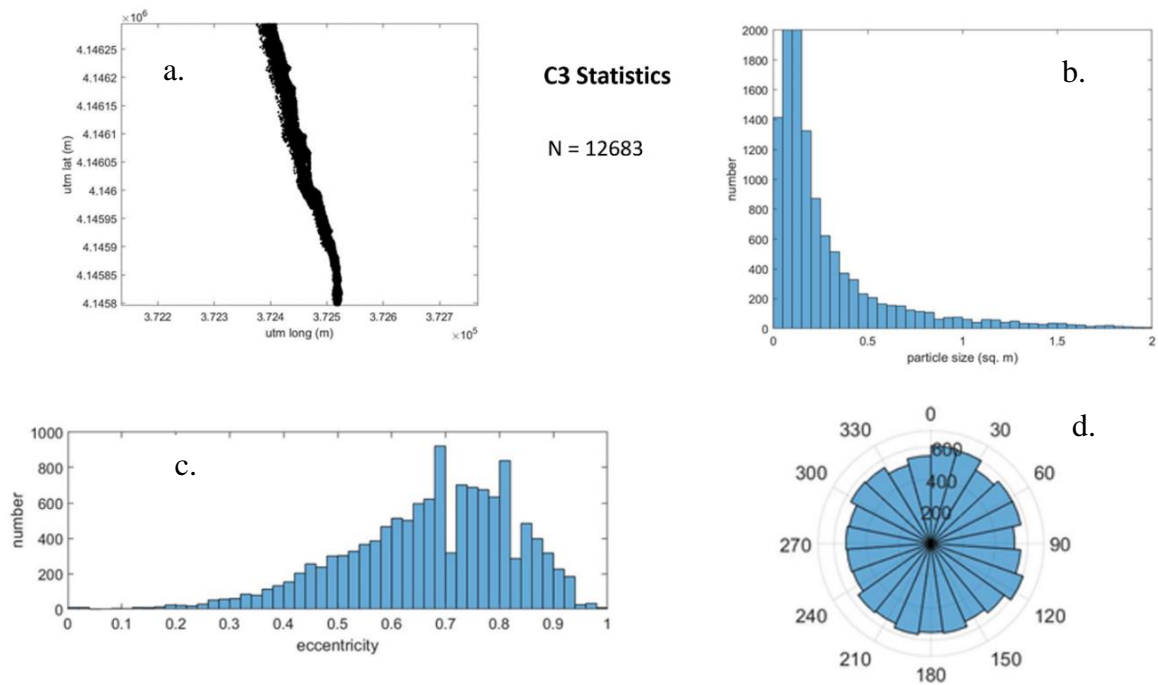 ×10⁶
a.
4.14625
4.1462
4.14615
4.1461
4.14605
4.146
4.14595
4.1459
4.14585
4.1458
utm lat (m)
3.722 3.723 3.724 3.725 3.726 3.727
utm long (m)
×10⁵
C3 Statistics
N = 12683
b.
2000
1800
1600
1400
1200
1000
800
600
400
200
0
number
0 0.5 1 1.5 2
particle size (sq. m)
c.
1000
800
600
400
200
0
number
0 0.1 0.2 0.3 0.4 0.5 0.6 0.7 0.8 0.9 1
eccentricity
d.
0
30
60
90
120
150
180
210
240
270
300
330
600
400
200